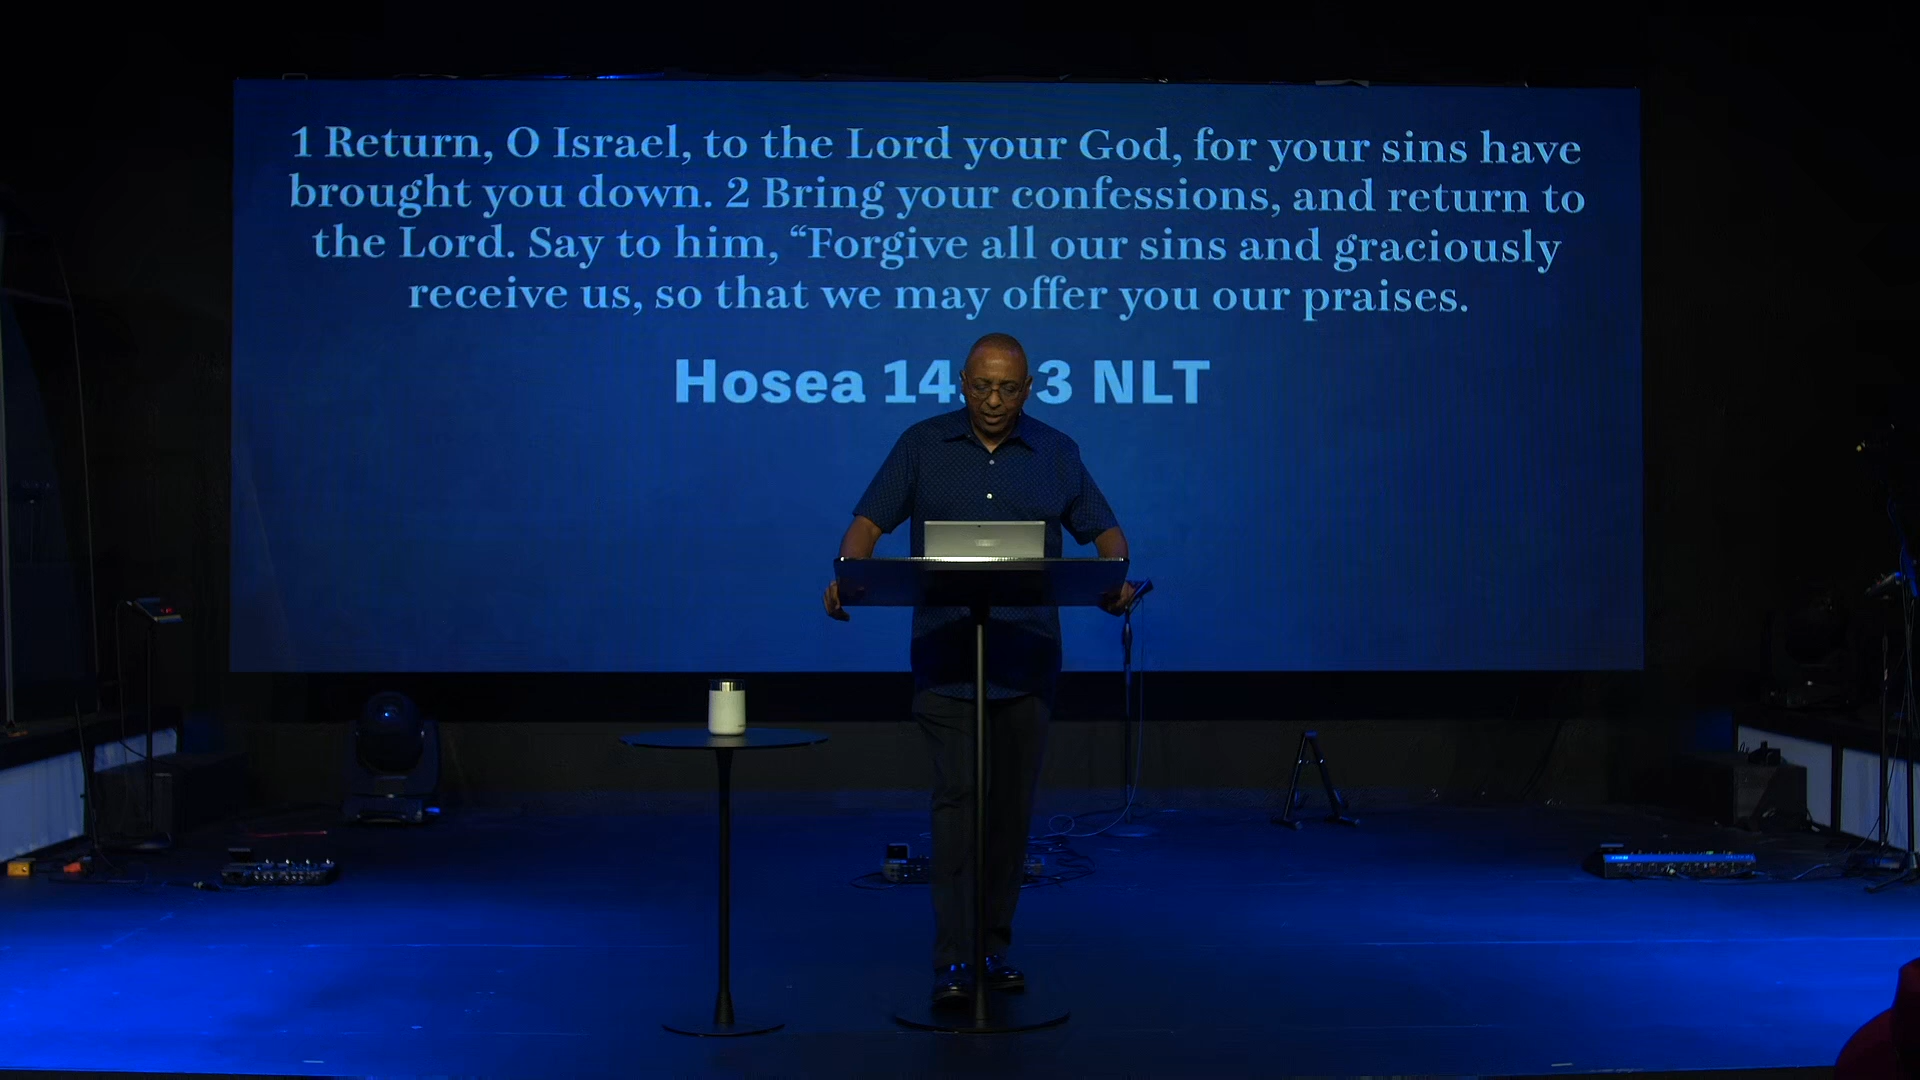 1 Return, O Israel, to the Lord your God, for your sins have
brought you down. 2 Bring your confessions, and return to
the Lord. Say to him, “Forgive all our sins and graciously
receive us, so that we may offer you our praises.
Hosea 14 3 NLT